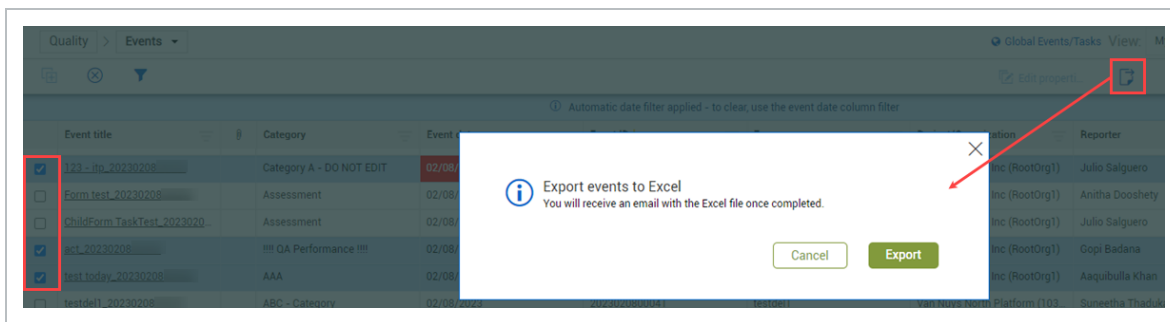 Quality > Events
Global Events/Tasks View: M
Edit properti..
Automatic date filter applied - to clear, use the event date column filter
Event title Category Event Reporter
123 - itp_20230208 Category A - DO NOT EDIT 02/08/ Inc (RootOrg1) Julio Salguero
Form test_20230208 Assessment 02/08/ Inc (RootOrg1) Anitha Dooshety
ChildForm TaskTest_2023020... Assessment 02/08/ Inc (RootOrg1) Julio Salguero
act_20230208 !!!! QA Performance !!!! 02/08/ Inc (RootOrg1) Gopi Badana
test today_20230208 AAA 02/08/ Inc (RootOrg1) Aaquibulla Khan
testdel1_20230208 ABC - Category 02/08/2023 202302080041 testdel1 Van Nuys North Platform (103... Suneetha Thaduka
Export events to Excel
You will receive an email with the Excel file once completed.
Cancel Export